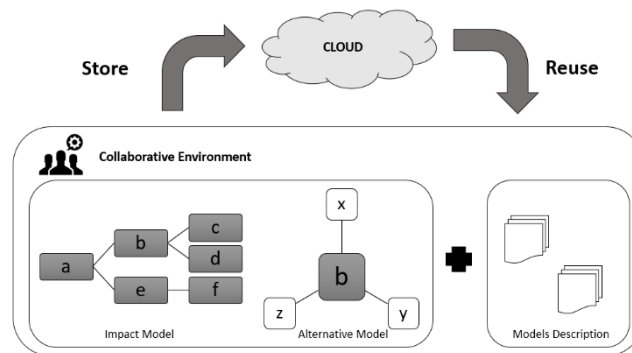 CLOUD
Store
Reuse
Collaborative Environment
x
c
b
d
a
b
e
f
z
y
Impact Model
Alternative Model
Models Description